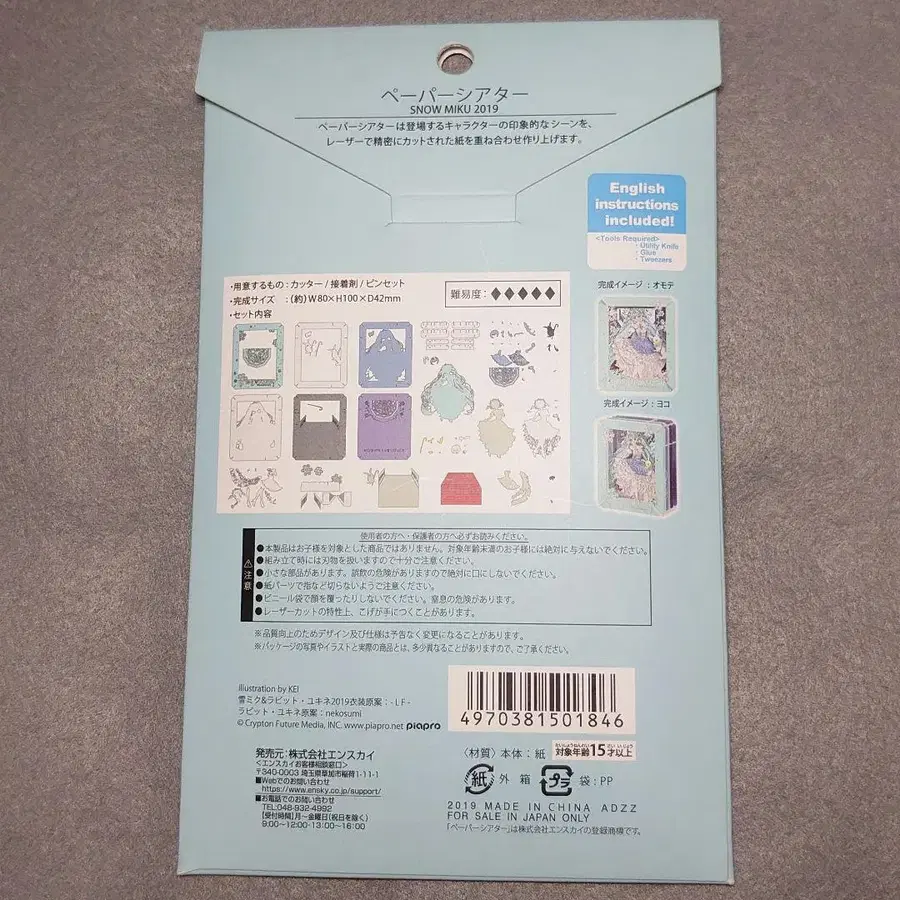 ペーパーシアター
SNOW MIKU 2019
ペーパーシアターは登場するキャラクターの印象的なシーンを、
レーザーで精密にカットされた紙を重ね合わせ作り上げます。
English
instructions
included!
<Tools Required>
・Utility Knife
・Glue
・Tweezers
・用意するもの：カッター / 接着剤 / ピンセット
・完成サイズ ：（約）W80×H100×D42mm
・セット内容
難易度：◆◆◆◆◆
完成イメージ：オモテ
完成イメージ：ヨコ
使用者の方へ・保護者の方へ必ずお読みください。
⚠注意
●本製品はお子様を対象とした商品ではありません。対象年齢未満のお子様には絶対に与えないでください。
●組み立て時には刃物を扱いますので十分ご注意ください。
●小さな部品があります。誤飲の危険がありますので絶対に口にしないでください。
●紙パーツで指など切らないようご注意ください。
●ビニール袋で顔を覆ったりしないでください。窒息の危険があります。
●レーザーカットの特性上、こげが手につくことがあります。
※品質向上のためデザイン及び仕様は予告なく変更になることがあります。
※パッケージの写真やイラストと実際の商品とは、多少異なることがありますので、ご了承ください。
Illustration by KEI
雪ミク&ラビット・ユキネ2019衣装原案：- L F -
ラビット・ユキネ原案：nekosumi
© Crypton Future Media, INC. www.piapro.net piapro
4970381501846
発売元：株式会社エンスカイ
<エンスカイお客様相談窓口>
〒340-0003 埼玉県草加市稲荷1-11-1
■Webでのお問い合わせ
https://www.ensky.co.jp/support/
■お電話でのお問い合わせ
TEL:048-932-4992
【受付時間】月～金曜日(祝日を除く)
9:00~12:00・13:00~16:00
〈材質〉本体：紙
たいしょうねんれい さい いじょう
対象年齢15才以上
紙 外 箱 プラ 袋：PP
2019 MADE IN CHINA ADZZ
FOR SALE IN JAPAN ONLY
「ペーパーシアター」は株式会社エンスカイの登録商標です。